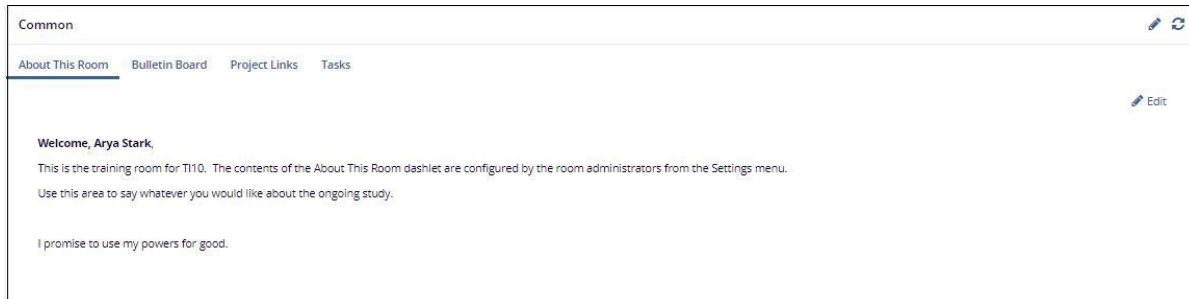 Common
About This Room Bulletin Board Project Links Tasks
Edit
Welcome, Arya Stark,
This is the training room for TI10. The contents of the About This Room dashlet are configured by the room administrators from the Settings menu.
Use this area to say whatever you would like about the ongoing study.
I promise to use my powers for good.